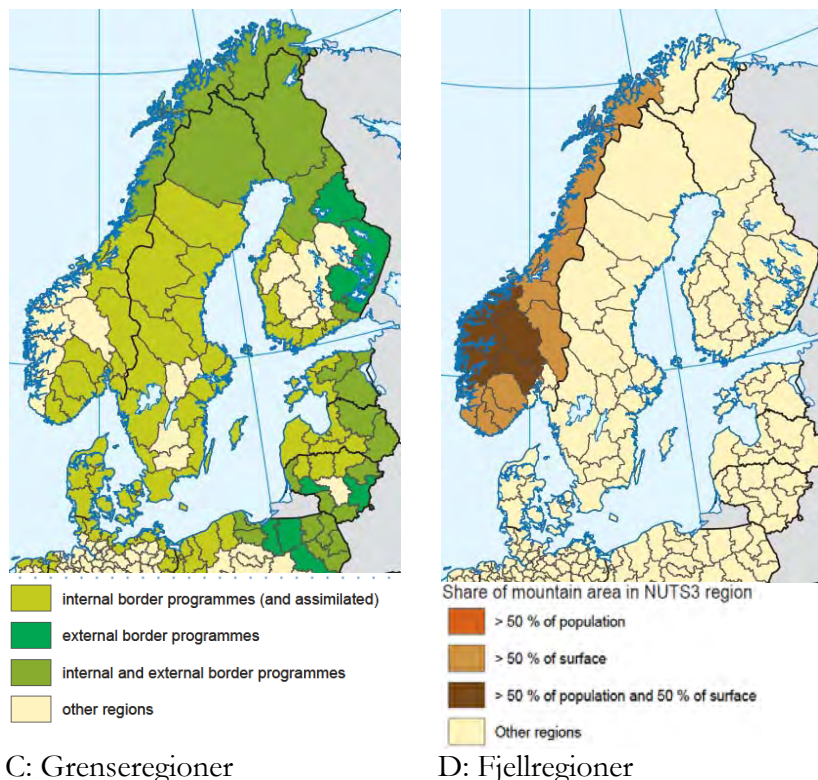 internal border programmes (and assimilated)
external border programmes
internal and external border programmes
other regions
C: Grenseregioner
Share of mountain area in NUTS3 region
> 50 % of population
> 50 % of surface
> 50 % of population and 50 % of surface
Other regions
D: Fjellregioner